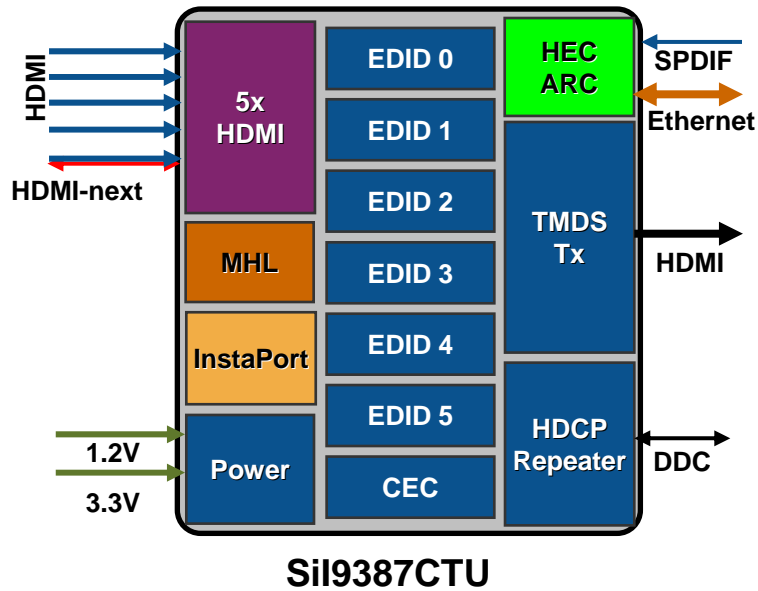 HDMI
HDMI-next
1.2V
3.3V
5x
HDMI
MHL
InstaPort
Power
EDID 0
EDID 1
EDID 2
EDID 3
EDID 4
EDID 5
CEC
HEC
ARC
TMDS
Tx
HDCP
Repeater
SPDIF
Ethernet
HDMI
DDC
SiI9387CTU